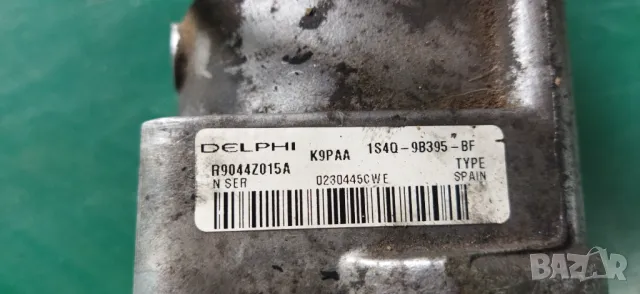 DELPHI K9PAA 1S4Q-9B395-BF
R9044Z015A TYPE
N SER 0230445CWE SPAIN
BAZAR